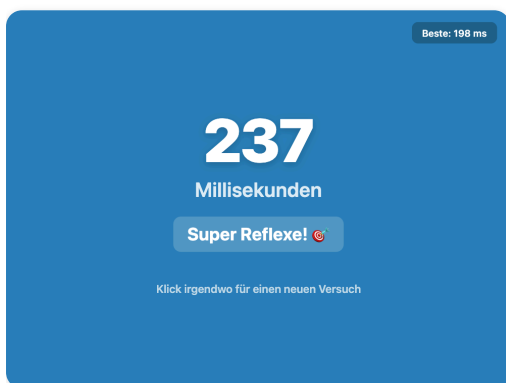 Beste: 198 ms
237
Millisekunden
Super Reflexe! 🎯
Klick irgendwo für einen neuen Versuch